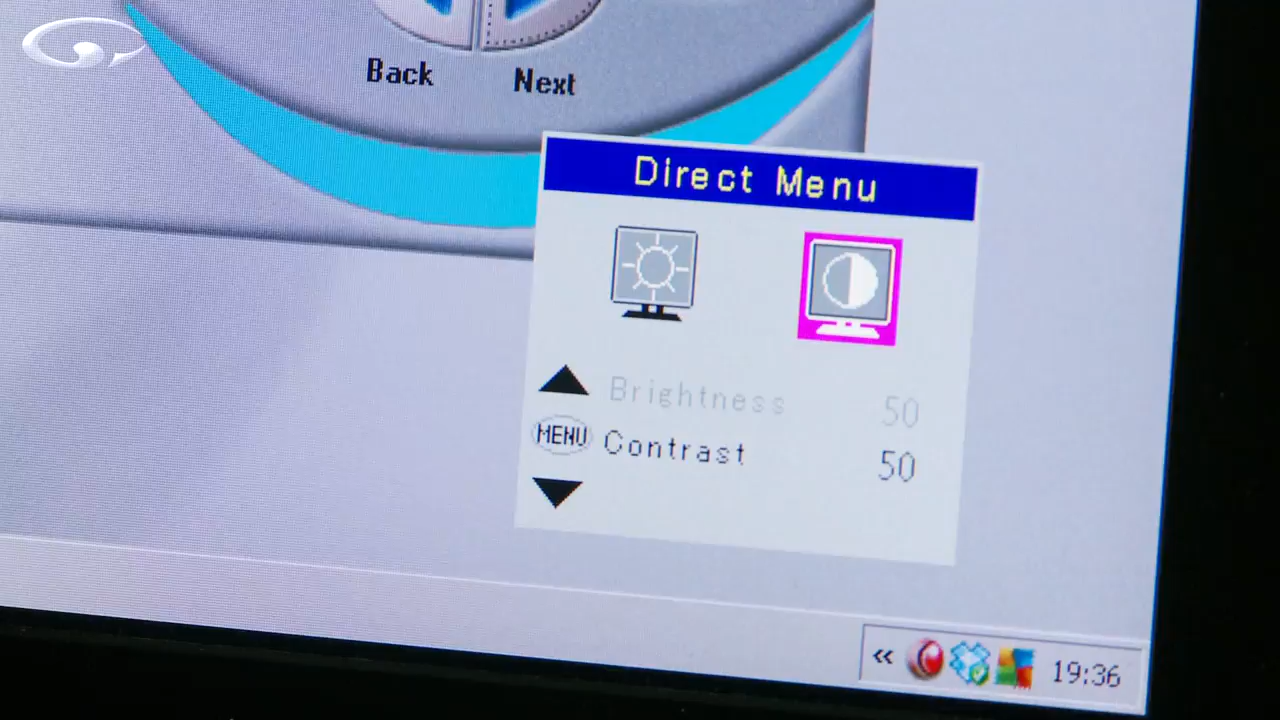 Back Next
Direct Menu
Brightness 50
MENU Contrast 50
« 19:36